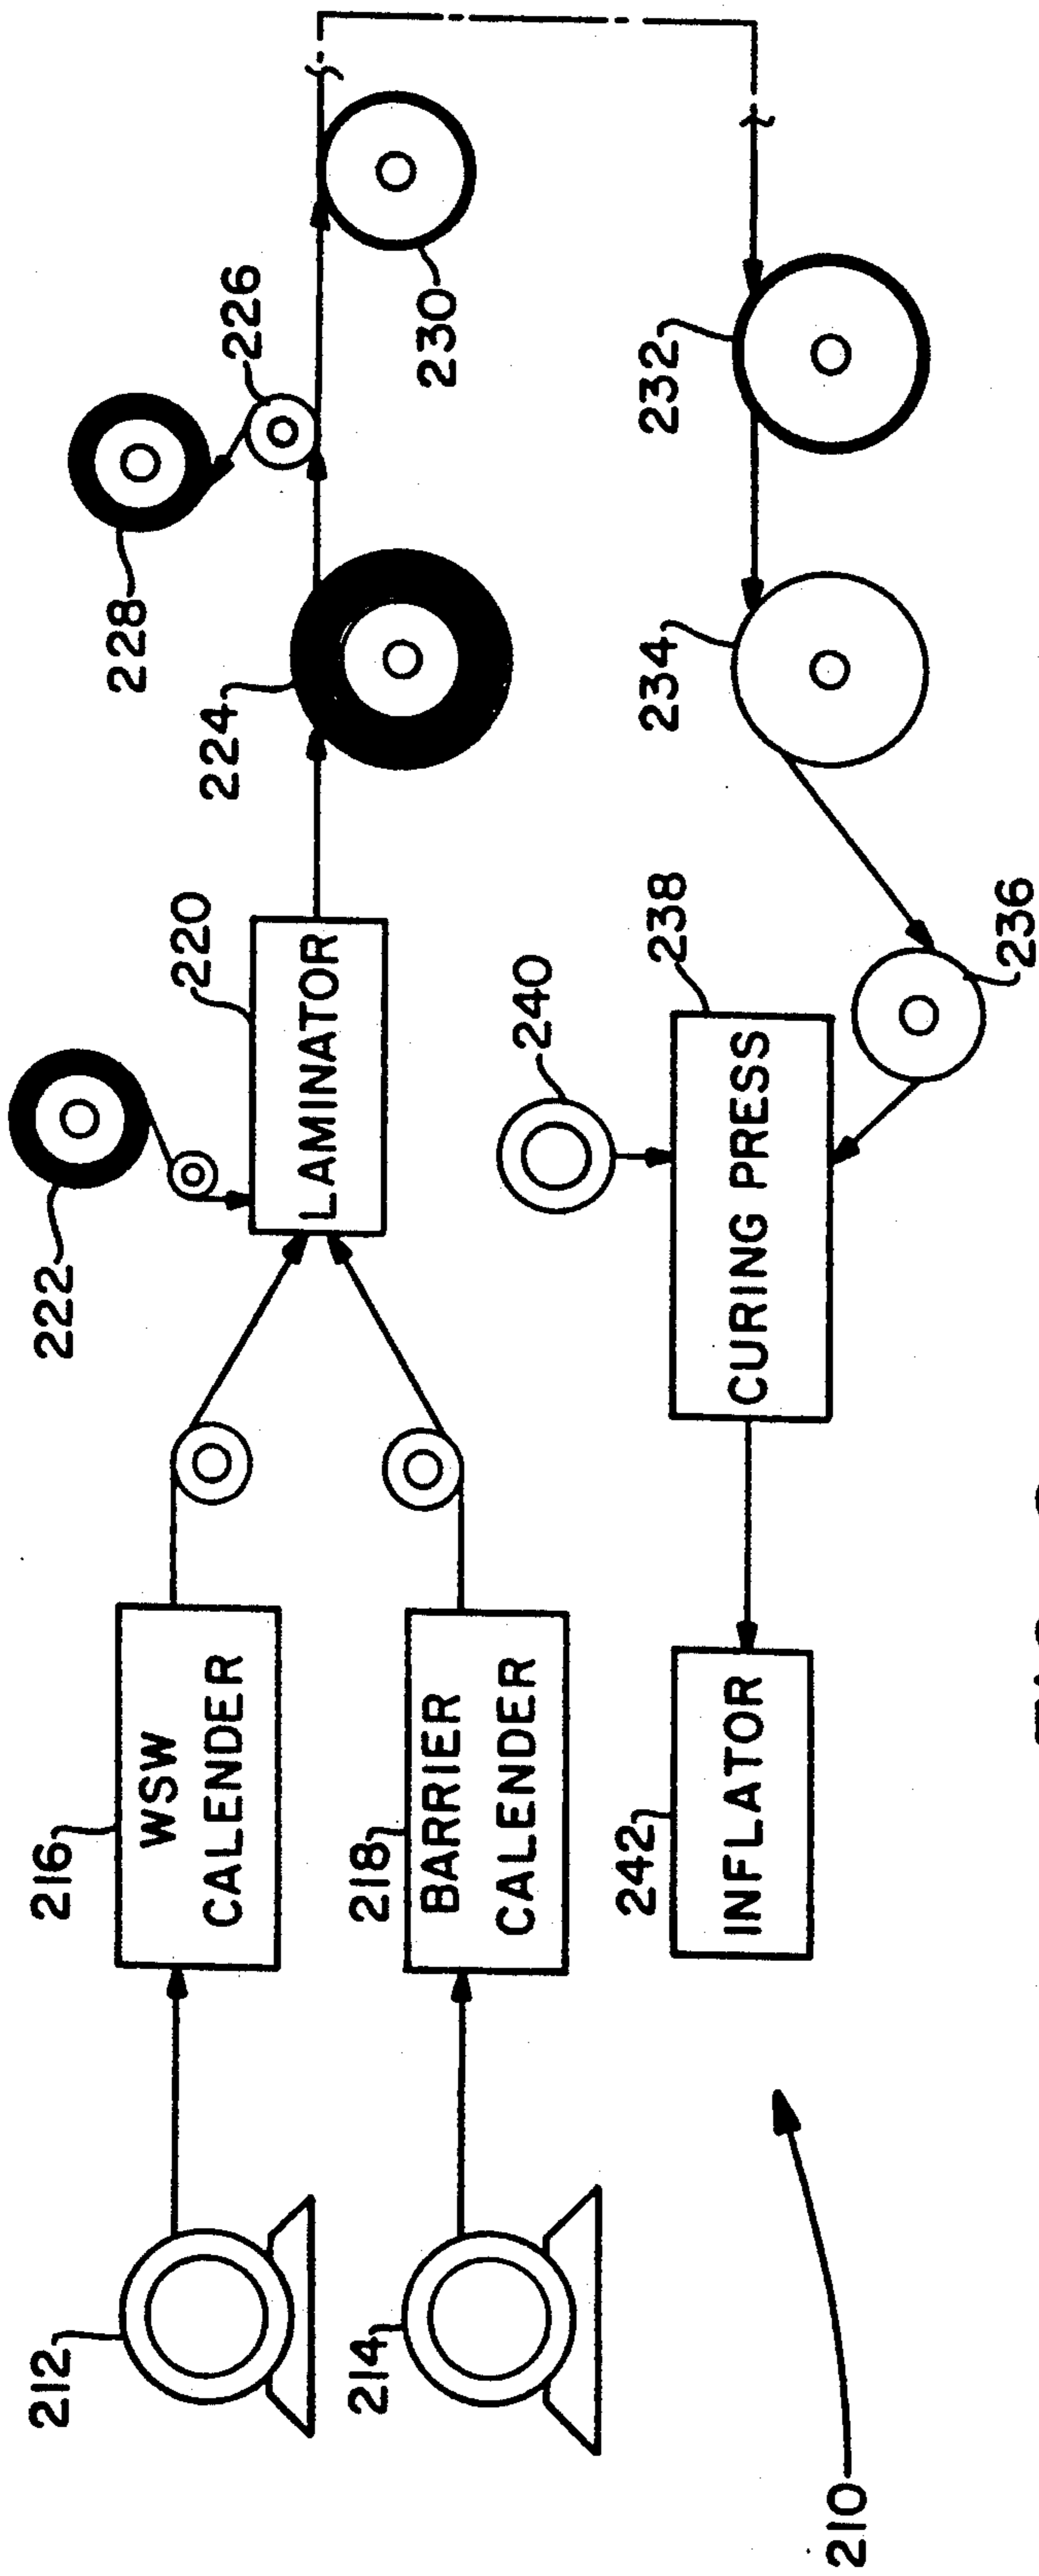 222
228
226
220
224
230
216
WSW
CALENDER
LAMINATOR
212
218
BARRIER
CALENDER
214
240
238
234
232
242
INFLATOR
CURING PRESS
236
210